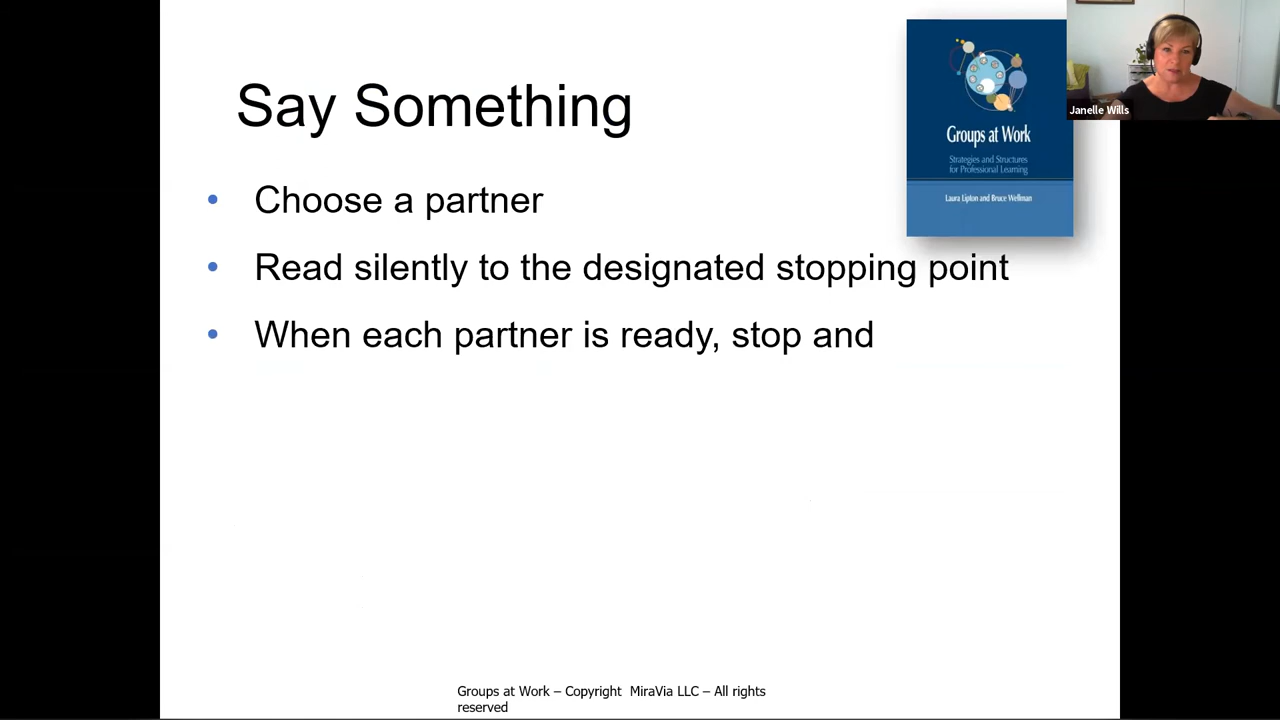 Say Something
• Choose a partner
• Read silently to the designated stopping point
• When each partner is ready, stop and
Groups at Work
Strategies and Structures
for Professional Learning
Laura Lipton and Bruce Wellman
Janelle Wills
Groups at Work – Copyright  MiraVia LLC – All rights
reserved